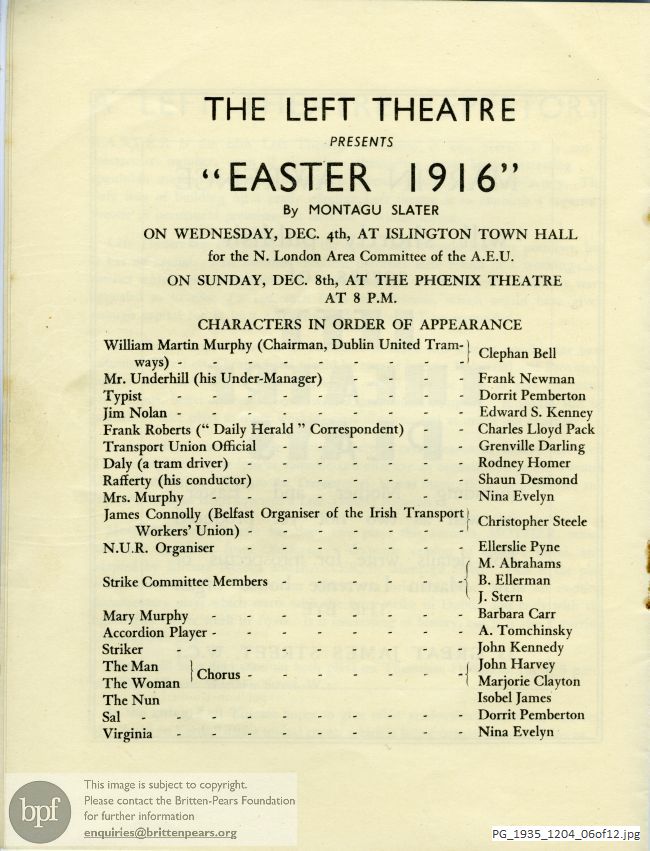 THE LEFT THEATRE
PRESENTS
"EASTER 1916"
By MONTAGU SLATER
ON WEDNESDAY, DEC. 4th, AT ISLINGTON TOWN HALL
for the N. London Area Committee of the A.E.U.
ON SUNDAY, DEC. 8th, AT THE PHŒNIX THEATRE
AT 8 P.M.
CHARACTERS IN ORDER OF APPEARANCE
William Martin Murphy (Chairman, Dublin United Tram-
ways) - - - - - - - - - Clephan Bell
Mr. Underhill (his Under-Manager) - - - - Frank Newman
Typist - - - - - - - - - Dorrit Pemberton
Jim Nolan - - - - - - - - - Edward S. Kenney
Frank Roberts (" Daily Herald " Correspondent) - - Charles Lloyd Pack
Transport Union Official - - - - - - Grenville Darling
Daly (a tram driver) - - - - - - - Rodney Homer
Rafferty (his conductor) - - - - - - Shaun Desmond
Mrs. Murphy - - - - - - - - Nina Evelyn
James Connolly (Belfast Organiser of the Irish Transport
Workers' Union) - - - - - - - Christopher Steele
N.U.R. Organiser - - - - - - - Ellerslie Pyne
M. Abrahams
Strike Committee Members - - - - - - B. Ellerman
J. Stern
Mary Murphy - - - - - - - - Barbara Carr
Accordion Player - - - - - - - - A. Tomchinsky
Striker - - - - - - - - - John Kennedy
The Man John Harvey
Chorus - - - - - - -
The Woman Marjorie Clayton
The Nun - - - - - - - - Isobel James
Sal - - - - - - - - - - Dorrit Pemberton
Virginia - - - - - - - - - Nina Evelyn
bpf
This image is subject to copyright.
Please contact the Britten-Pears Foundation
for further information
enquiries@brittenpears.org
PG_1935_1204_06of12.jpg